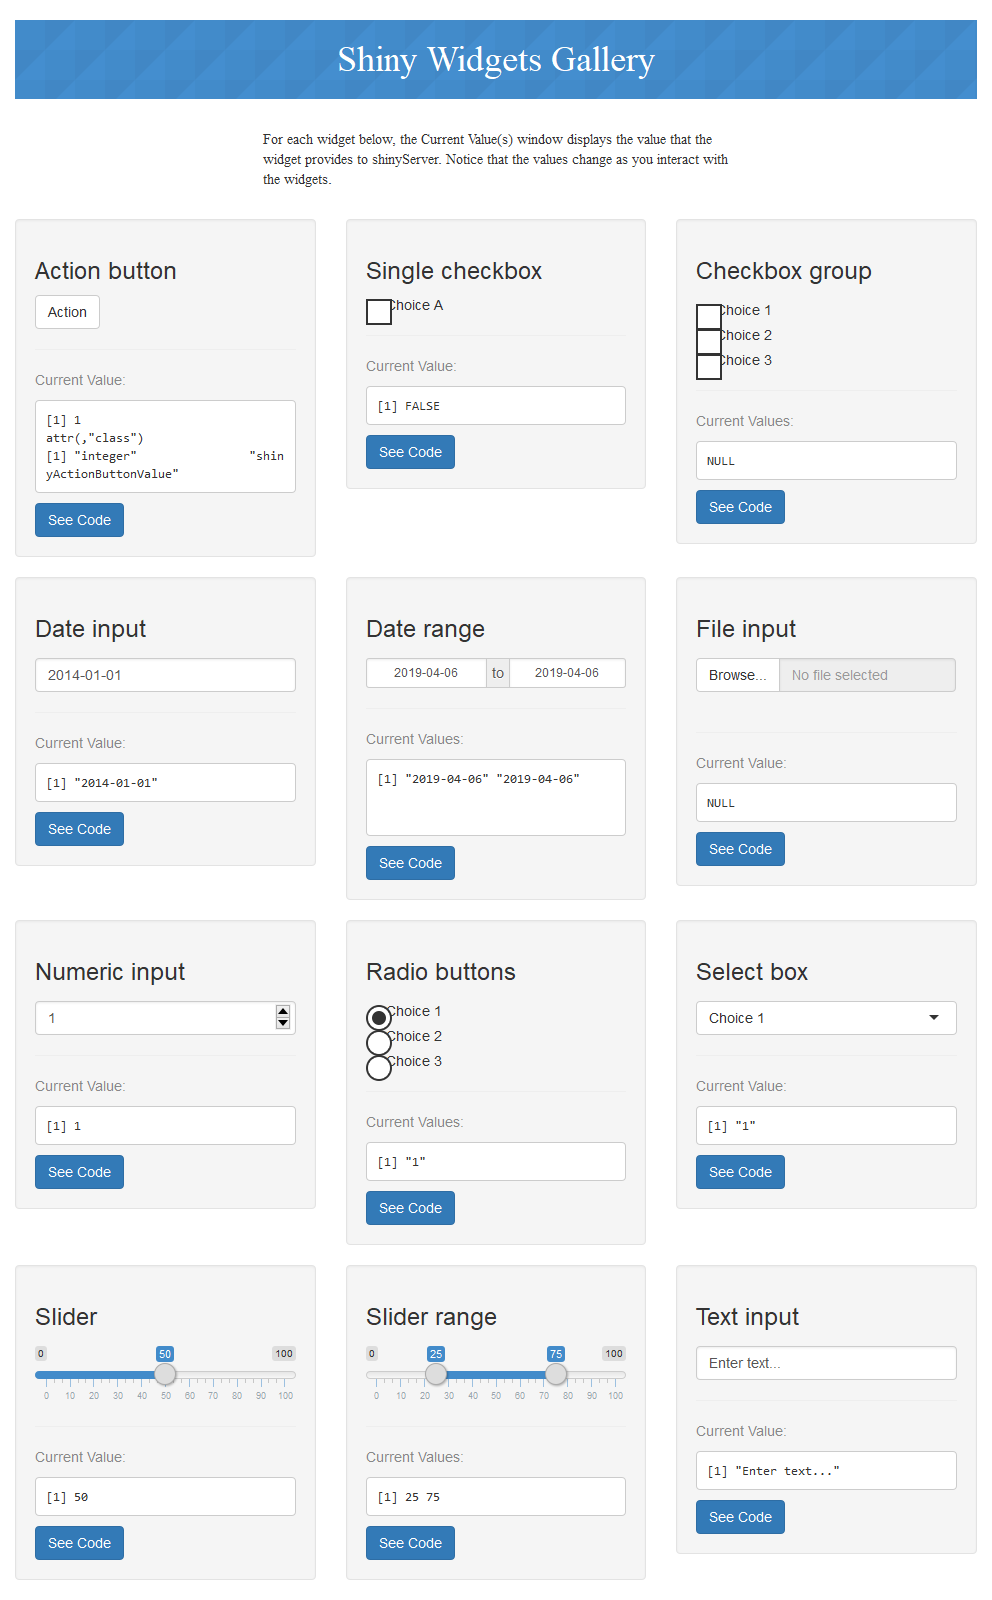 Shiny Widgets Gallery
For each widget below, the Current Value(s) window displays the value that the
widget provides to shinyServer. Notice that the values change as you interact with
the widgets.
Action button
Action
Current Value:
[1] 1
attr(,"class")
[1] "integer"                "shin
yActionButtonValue"
See Code
Single checkbox
Choice A
Current Value:
[1] FALSE
See Code
Checkbox group
Choice 1
Choice 2
Choice 3
Current Values:
NULL
See Code
Date input
2014-01-01
Current Value:
[1] "2014-01-01"
See Code
Date range
2019-04-06 to 2019-04-06
Current Values:
[1] "2019-04-06" "2019-04-06"
See Code
File input
Browse... No file selected
Current Value:
NULL
See Code
Numeric input
1
Current Value:
[1] 1
See Code
Radio buttons
Choice 1
Choice 2
Choice 3
Current Values:
[1] "1"
See Code
Select box
Choice 1
Current Value:
[1] "1"
See Code
Slider
0 50 100
0 10 20 30 40 50 60 70 80 90 100
Current Value:
[1] 50
See Code
Slider range
0 25 75 100
0 10 20 30 40 50 60 70 80 90 100
Current Values:
[1] 25 75
See Code
Text input
Enter text...
Current Value:
[1] "Enter text..."
See Code